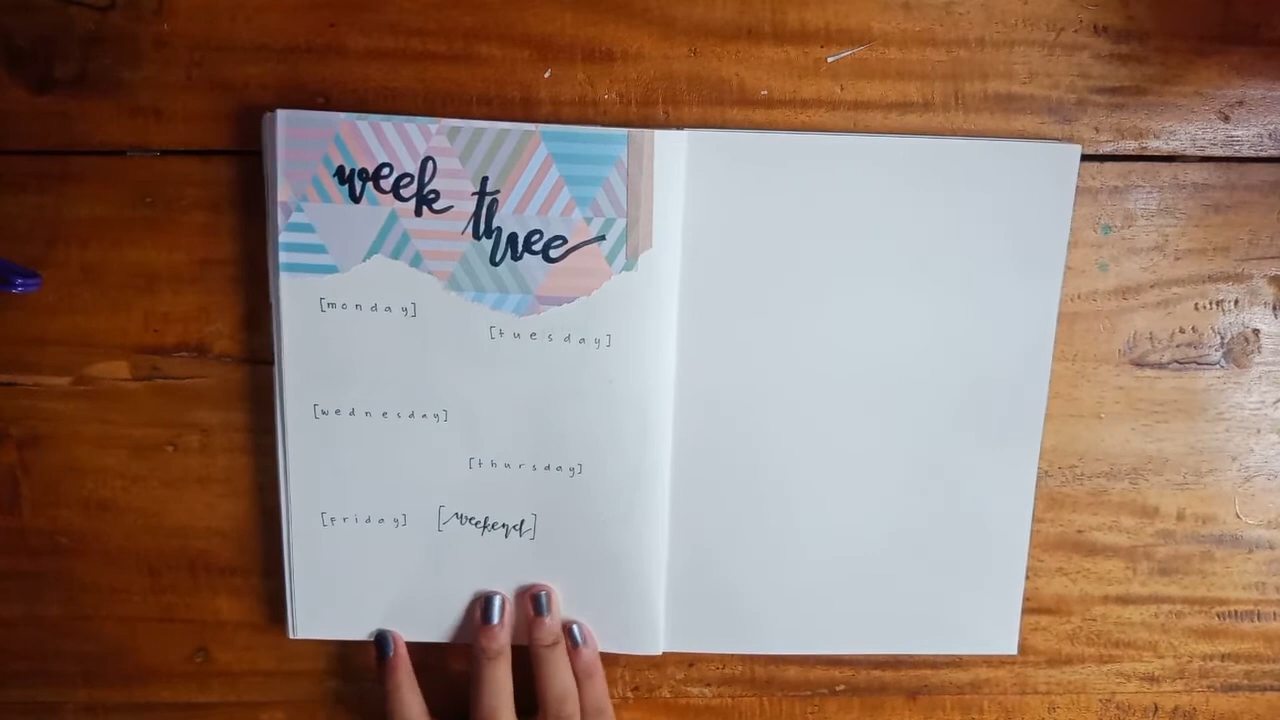 week three
[monday]
[tuesday]
[wednesday]
[thursday]
[friday] [weekend]